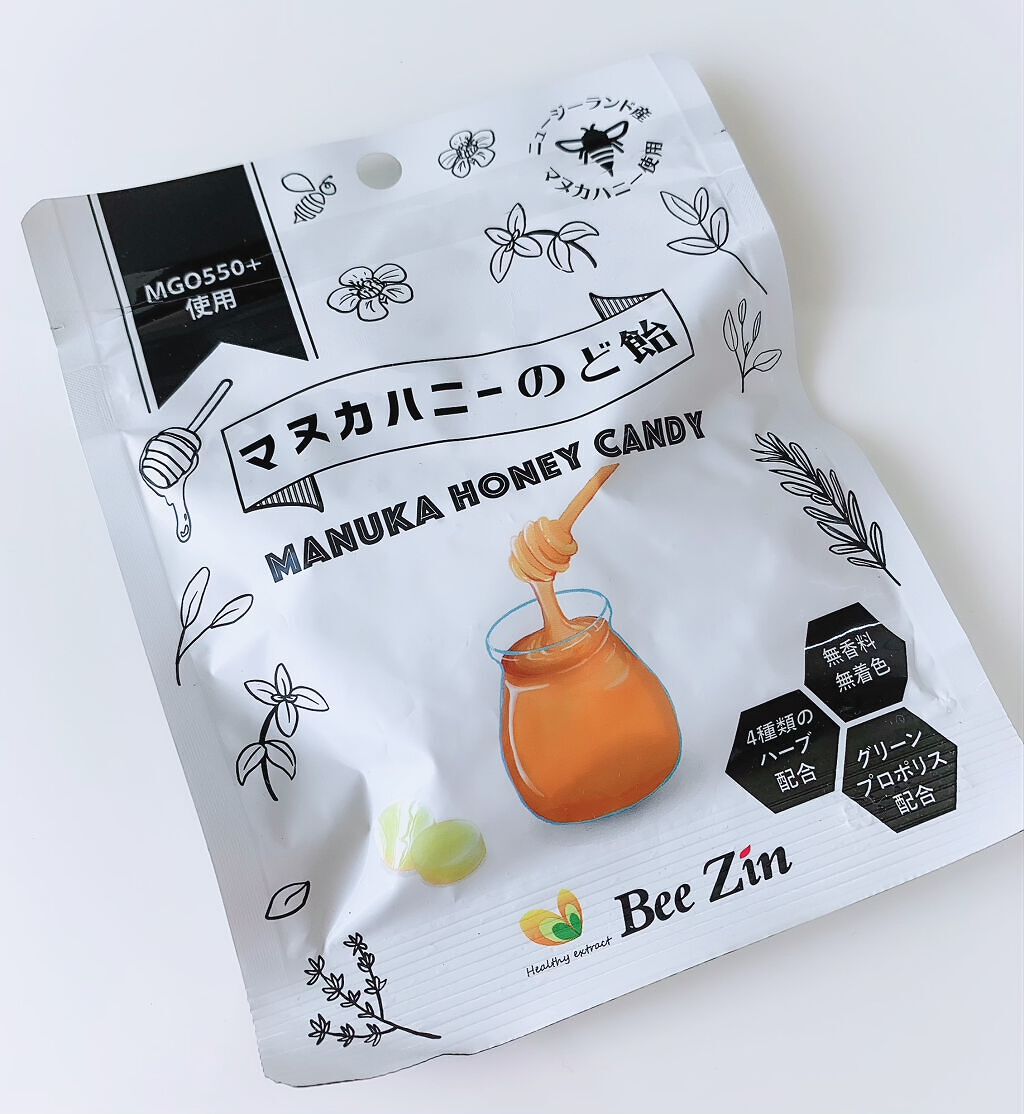 ニュージーランド産
マヌカハニー使用
MGO550+
使用
マヌカハニーのど飴
MANUKA HONEY CANDY
無香料
無着色
4種類の
ハーブ
配合
グリーン
プロポリス
配合
Bee Zin
Healthy extract